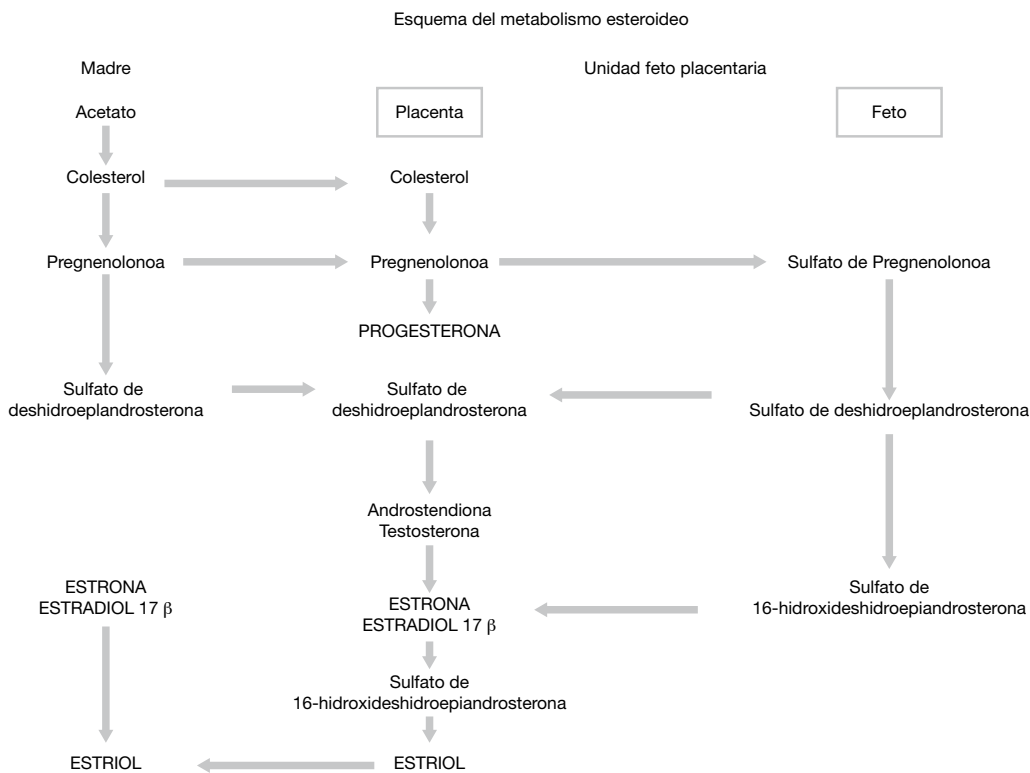 Esquema del metabolismo esteroideo
Madre
Unidad feto placentaria
Acetato
Placenta
Feto
Colesterol
Colesterol
Pregnenolonoa
Pregnenolonoa
Sulfato de Pregnenolonoa
PROGESTERONA
Sulfato de
deshidroeplandrosterona
Sulfato de
deshidroeplandrosterona
Sulfato de deshidroeplandrosterona
Androstendiona
Testosterona
ESTRONA
ESTRADIOL 17 β
ESTRONA
ESTRADIOL 17 β
Sulfato de
16-hidroxideshidroepiandrosterona
Sulfato de
16-hidroxideshidroepiandrosterona
ESTRIOL
ESTRIOL